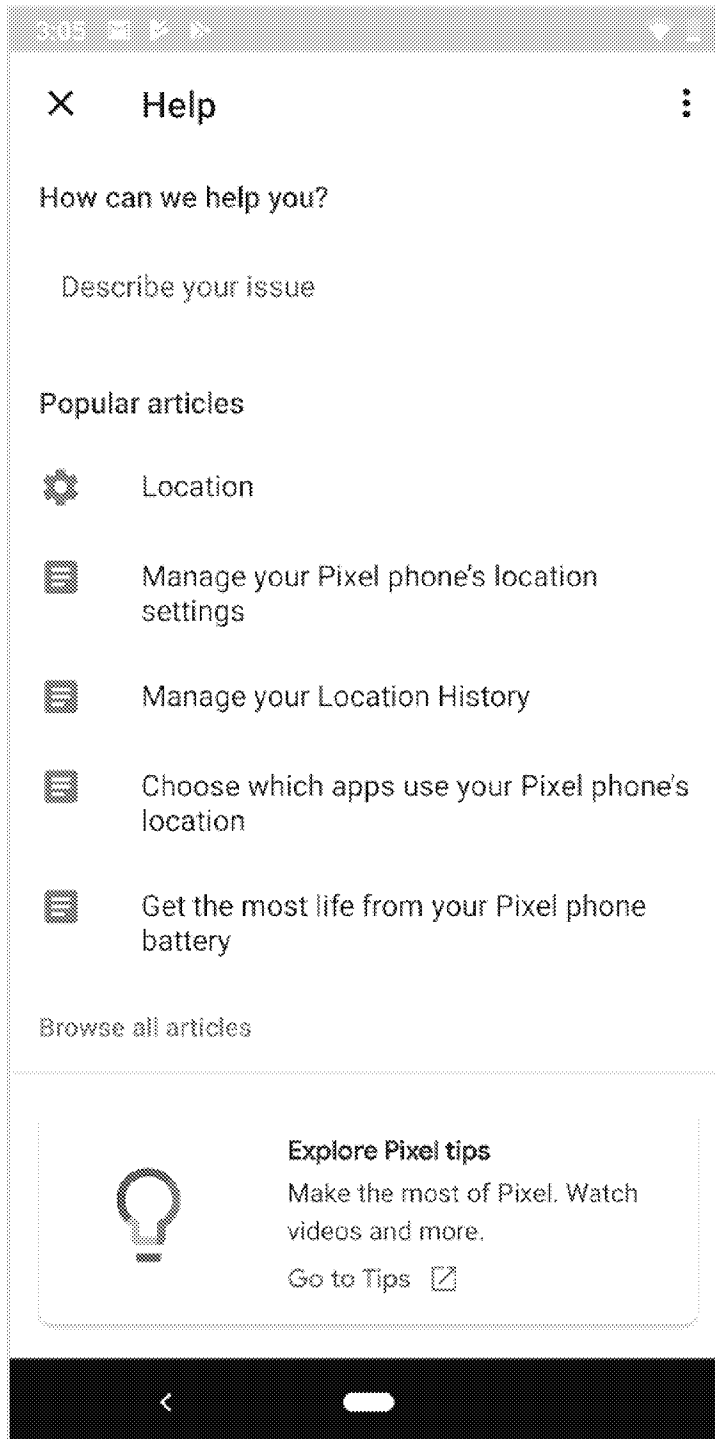 3:05
Help
How can we help you?
Describe your issue
Popular articles
Location
Manage your Pixel phone's location
settings
Manage your Location History
Choose which apps use your Pixel phone's
location
Get the most life from your Pixel phone
battery
Browse all articles
Explore Pixel tips
Make the most of Pixel. Watch
videos and more.
Go to Tips